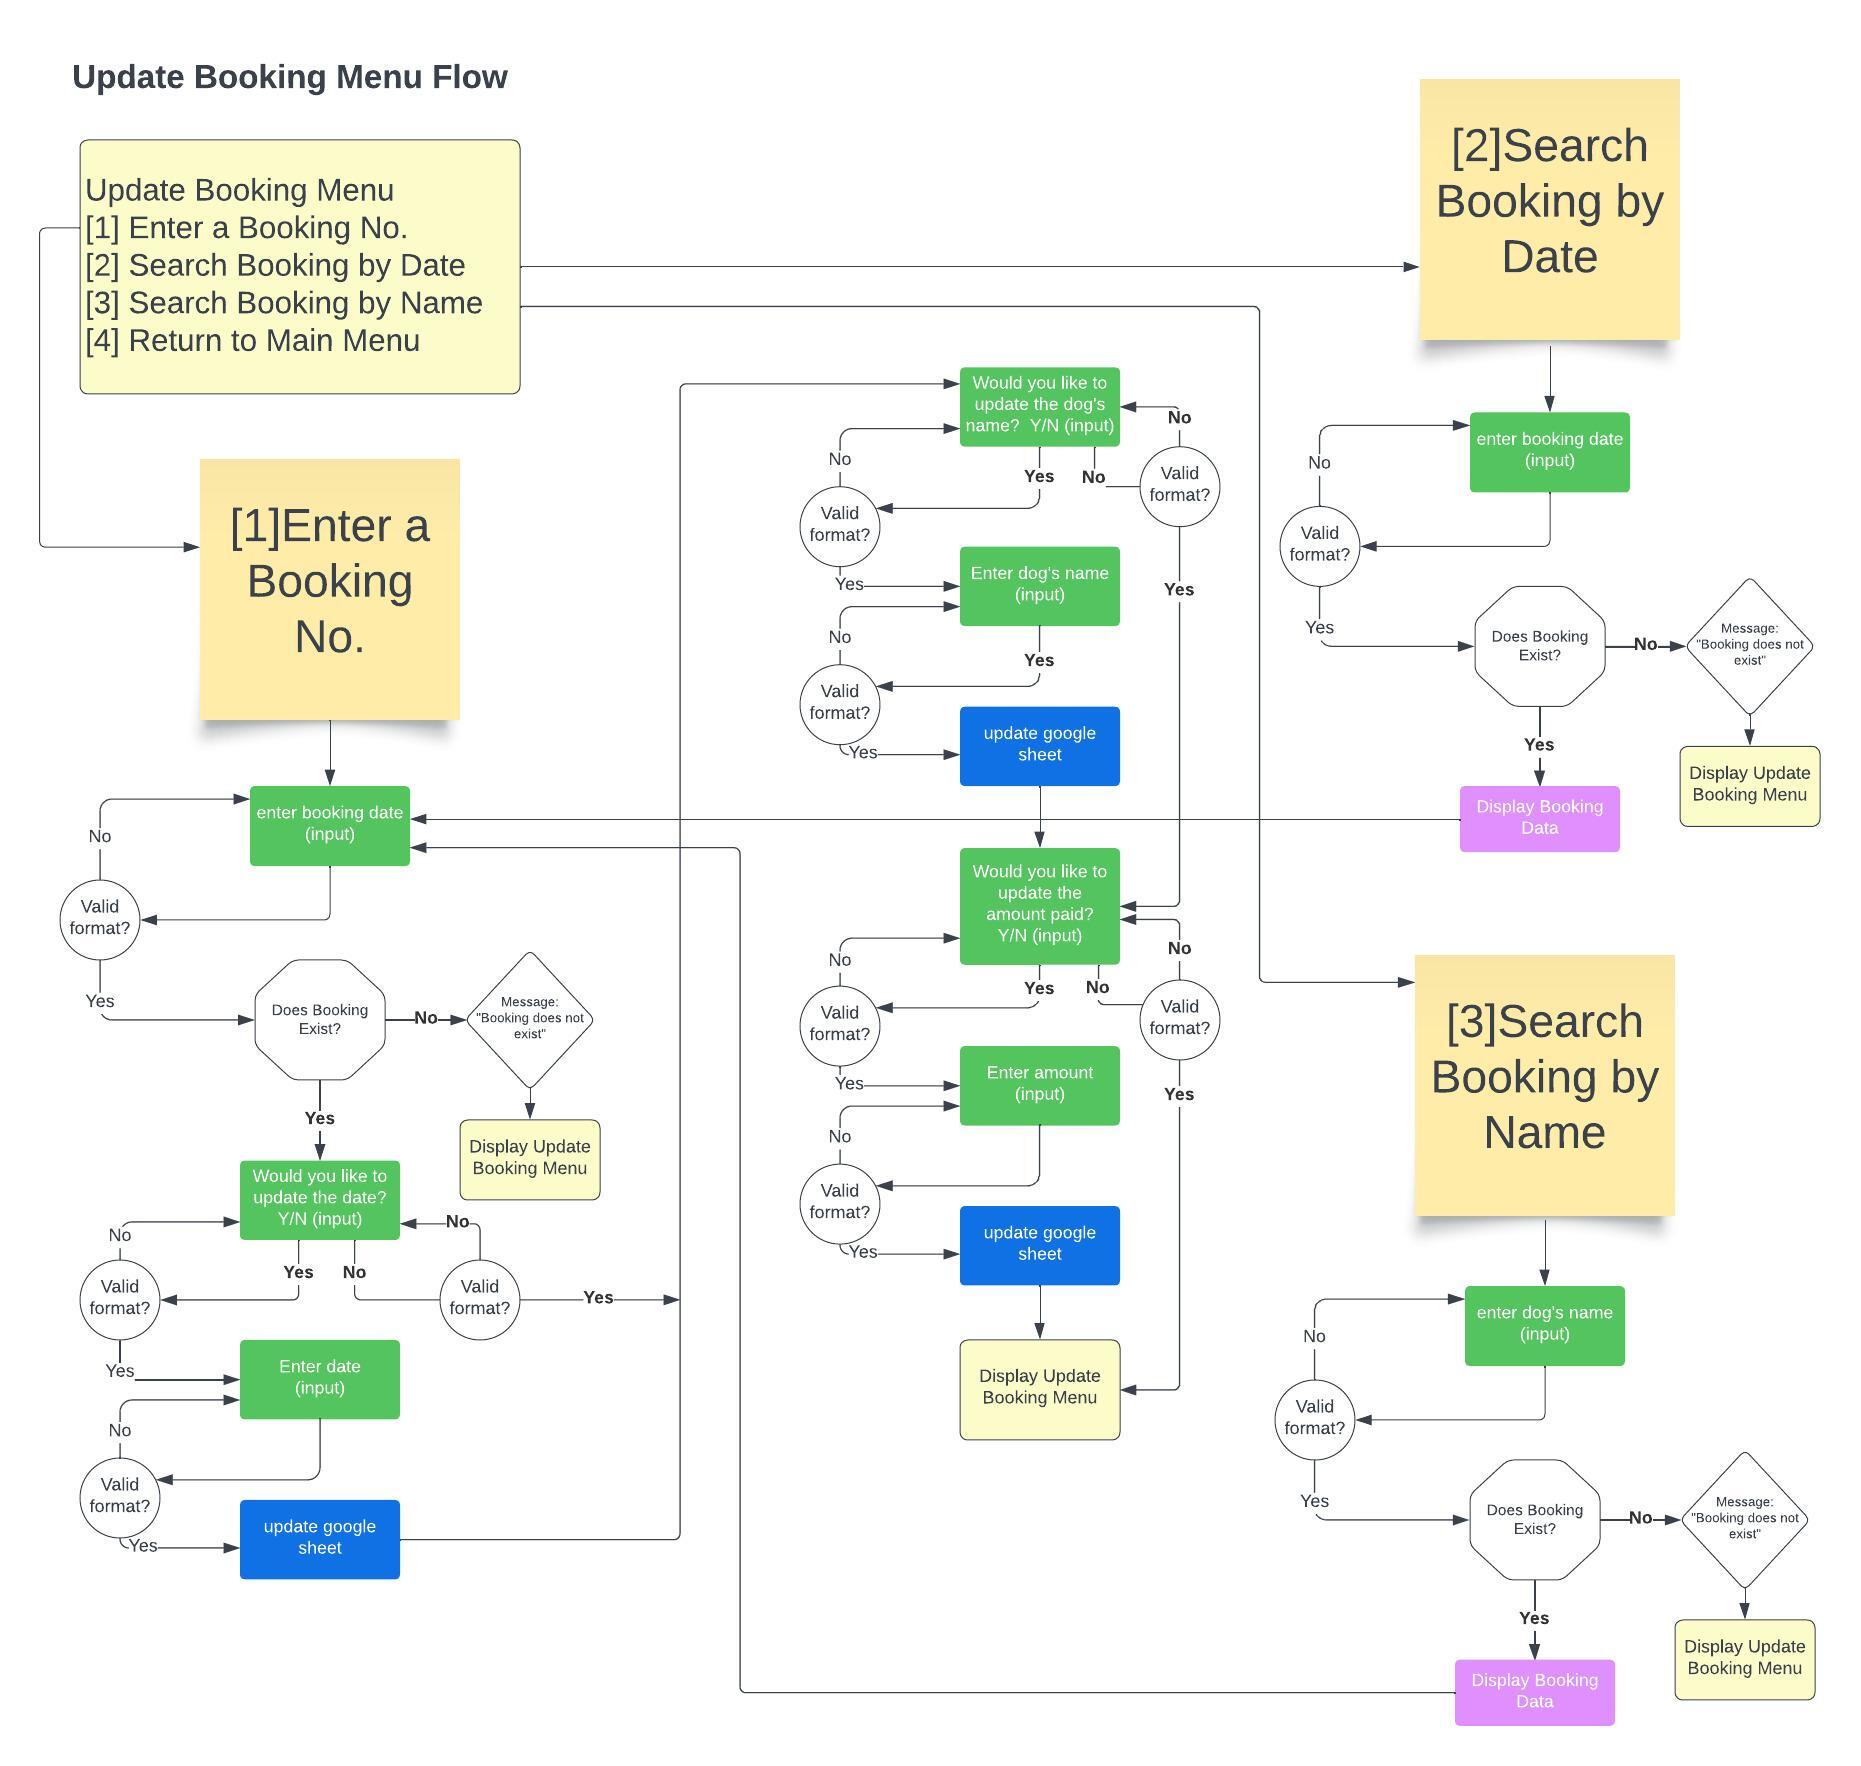 Update Booking Menu Flow
Update Booking Menu
[1] Enter a Booking No.
[2] Search Booking by Date
[3] Search Booking by Name
[4] Return to Main Menu
[1]Enter a
Booking
No.
enter booking date
(input)
No
Valid
format?
Yes
Does Booking
Exist?
No
Message:
"Booking does not
exist"
Display Update
Booking Menu
Yes
Would you like to
update the date?
Y/N (input)
No
Valid
format?
Yes
No
No
Valid
format?
Yes
Yes
Enter date
(input)
No
Valid
format?
Yes
update google
sheet
Would you like to
update the dog's
name? Y/N (input)
No
Valid
format?
Yes
No
No
Valid
format?
Yes
Yes
Enter dog's name
(input)
No
Yes
Valid
format?
Yes
update google
sheet
Would you like to
update the
amount paid?
Y/N (input)
No
Valid
format?
Yes
No
No
Valid
format?
Yes
Yes
Enter amount
(input)
No
Valid
format?
Yes
update google
sheet
Display Update
Booking Menu
[2]Search
Booking by
Date
enter booking date
(input)
No
Valid
format?
Yes
Does Booking
Exist?
No
Message:
"Booking does not
exist"
Display Update
Booking Menu
Yes
Display Booking
Data
[3]Search
Booking by
Name
enter dog's name
(input)
No
Valid
format?
Yes
Does Booking
Exist?
No
Message:
"Booking does not
exist"
Display Update
Booking Menu
Yes
Display Booking
Data